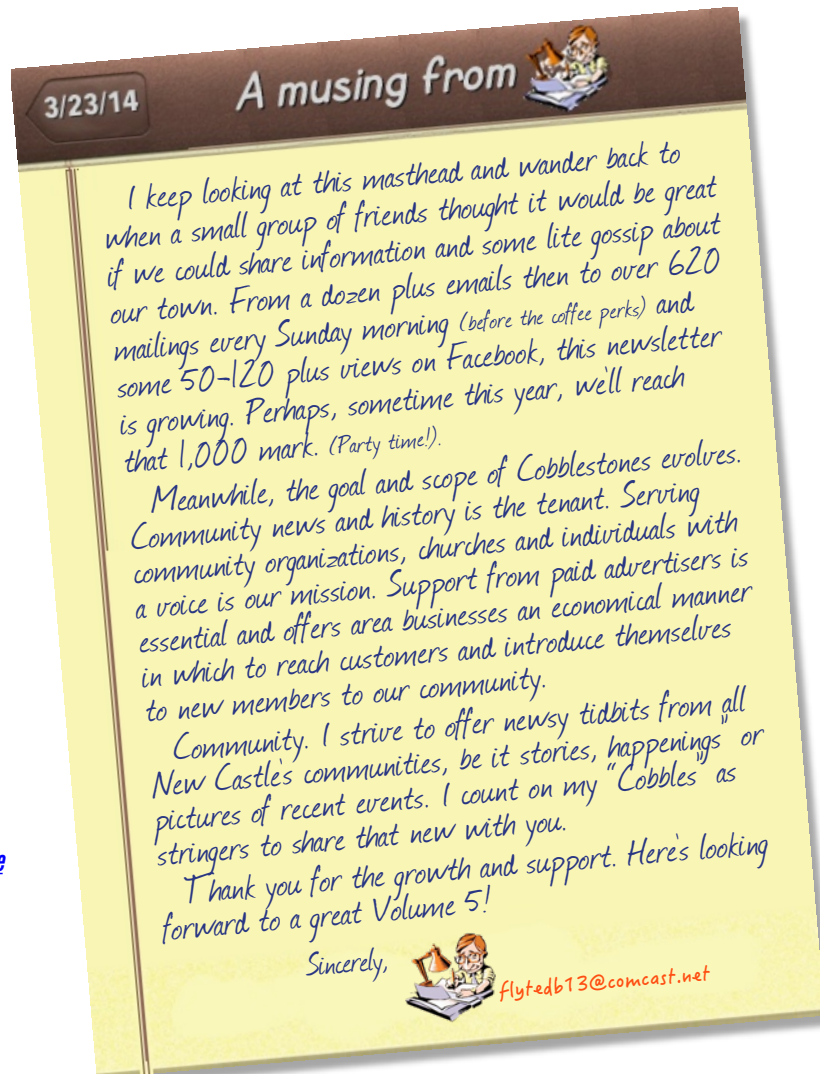 3/23/14
A musing from
I keep looking at this masthead and wander back to
when a small group of friends thought it would be great
if we could share information and some lite gossip about
our town. From a dozen plus emails then to over 620
mailings every Sunday morning (before the coffee perks) and
some 50-120 plus views on Facebook, this newsletter
is growing. Perhaps, sometime this year, we'll reach
that 1,000 mark. (Party time!).
Meanwhile, the goal and scope of Cobblestones evolves.
Community news and history is the tenant. Serving
community organizations, churches and individuals with
a voice is our mission. Support from paid advertisers is
essential and offers area businesses an economical manner
in which to reach customers and introduce themselves
to new members to our community.
Community. I strive to offer newsy tidbits from all
New Castle's communities, be it stories, happenings" or
pictures of recent events. I count on my "Cobbles" as
stringers to share that new with you.
Thank you for the growth and support. Here's looking
forward to a great Volume 5!
Sincerely,
flytedb13@comcast.net